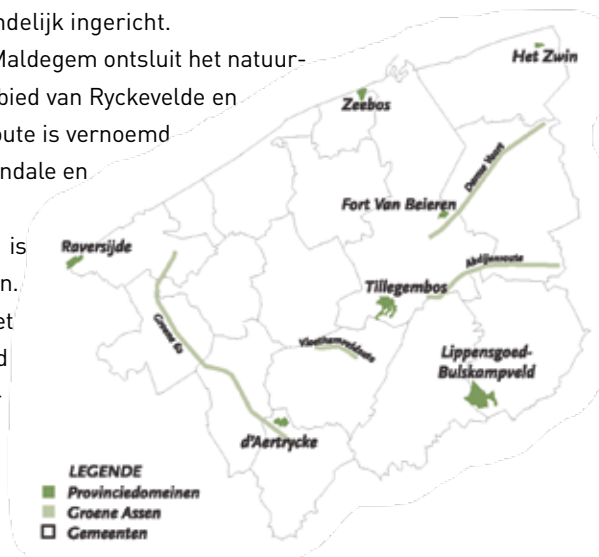 ndelijk ingericht.
Maldegem ontsluit het natuur-
bied van Ryckevelde en
oute is vernoemd
ndale en
is
n.
et
d
Het Zwin
Zeebos
Damse Vaart
Fort Van Beieren
Raversijde
Abdijenroute
Tillegembos
Groene 62
Vloethemveldroute
Lippensgoed-
Bulskampveld
d'Aertrycke
LEGENDE
Provinciedomeinen
Groene Assen
Gemeenten